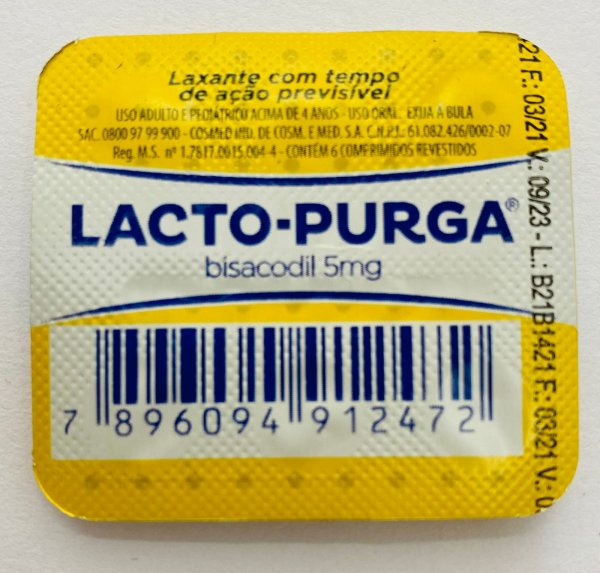 Laxante com tempo
de ação previsível
USO ADULTO E PEDIÁTRICO ACIMA DE 4 ANOS - USO ORAL. EXIJA A BULA
SAC. 0800 97 99 900 - COSMED IND. DE COSM. E MED. S.A. C.N.P.J.: 61.082.426/0002-07
Reg. M.S. nº 1.7817.0015.004-4 - CONTÉM 6 COMPRIMIDOS REVESTIDOS
LACTO-PURGA®
bisacodil 5mg
7 896094 912472
421 F.: 03/21 V.: 09/23 - L.: B21B1421 F.: 03/21 V.: 0